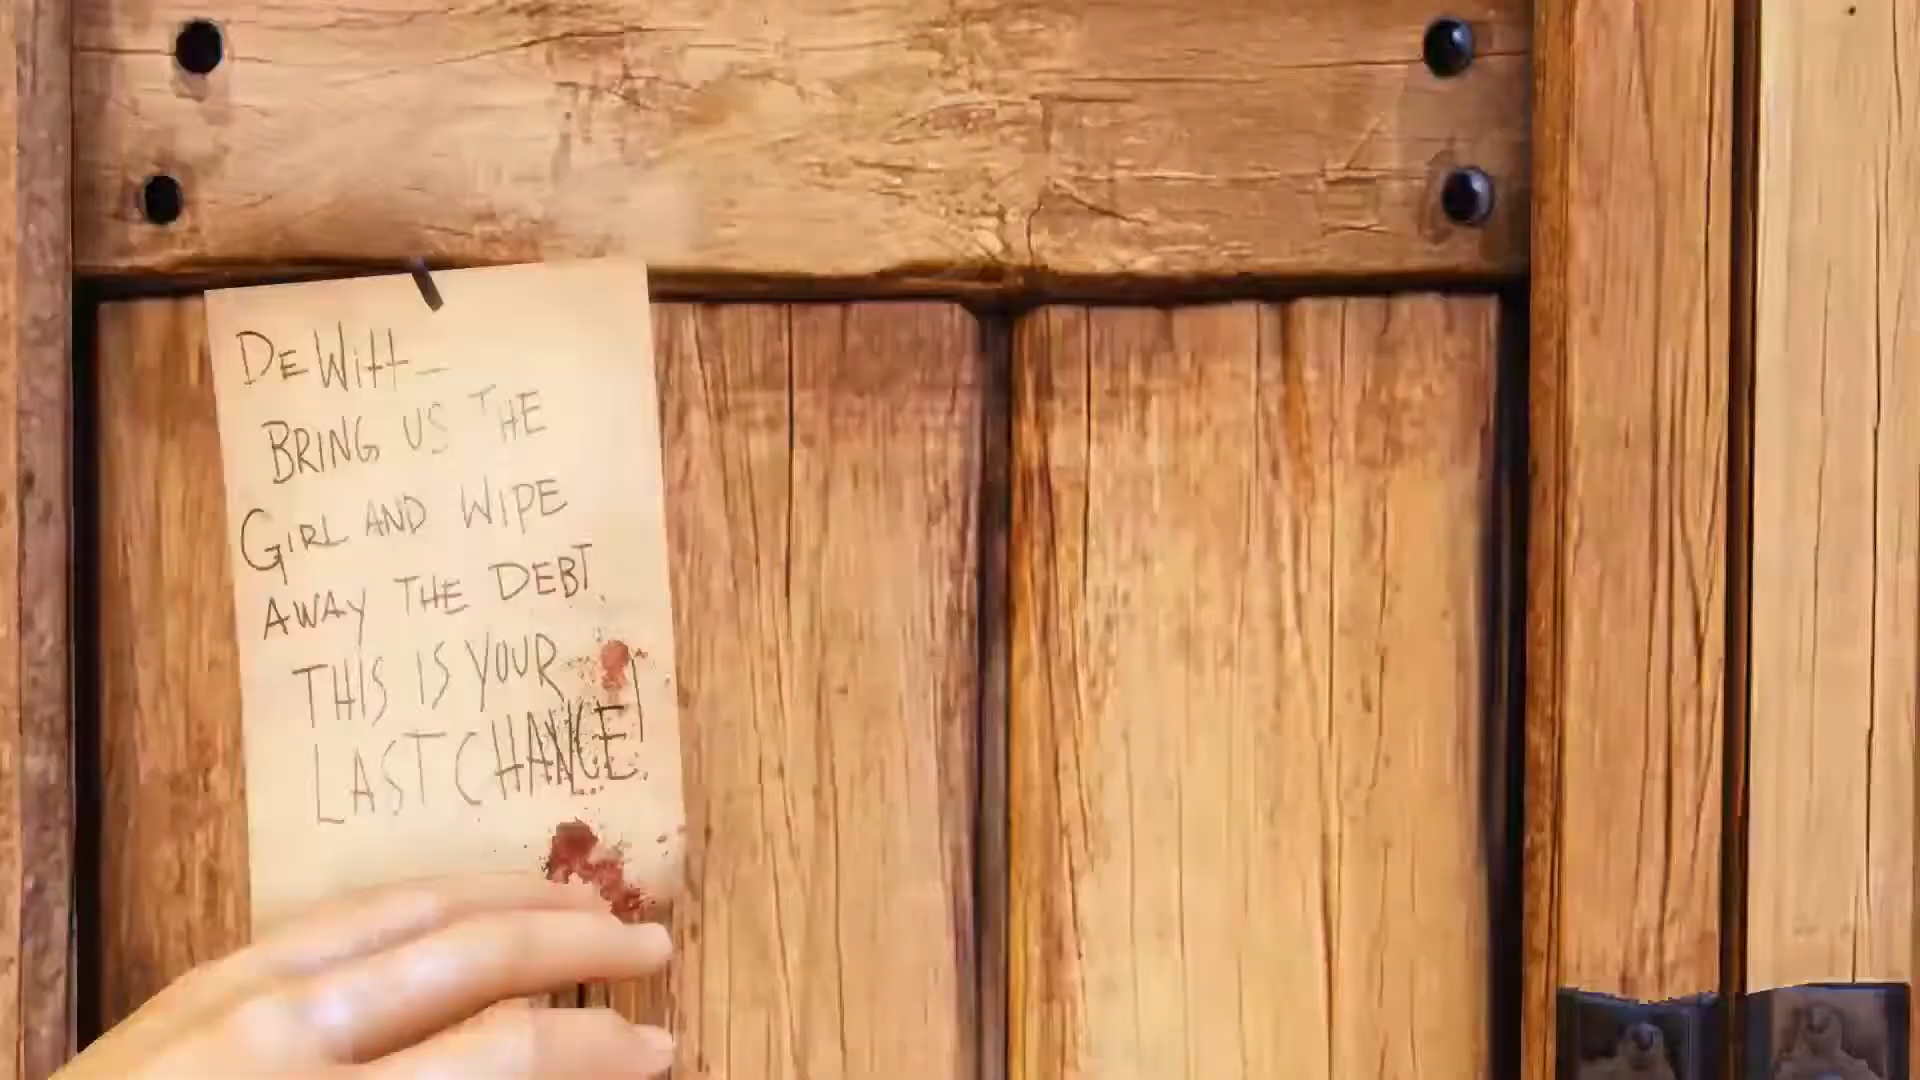 DeWitt—
BRING US THE
GIRL AND WIPE
AWAY THE DEBT.
THIS IS YOUR
LAST CHANCE!